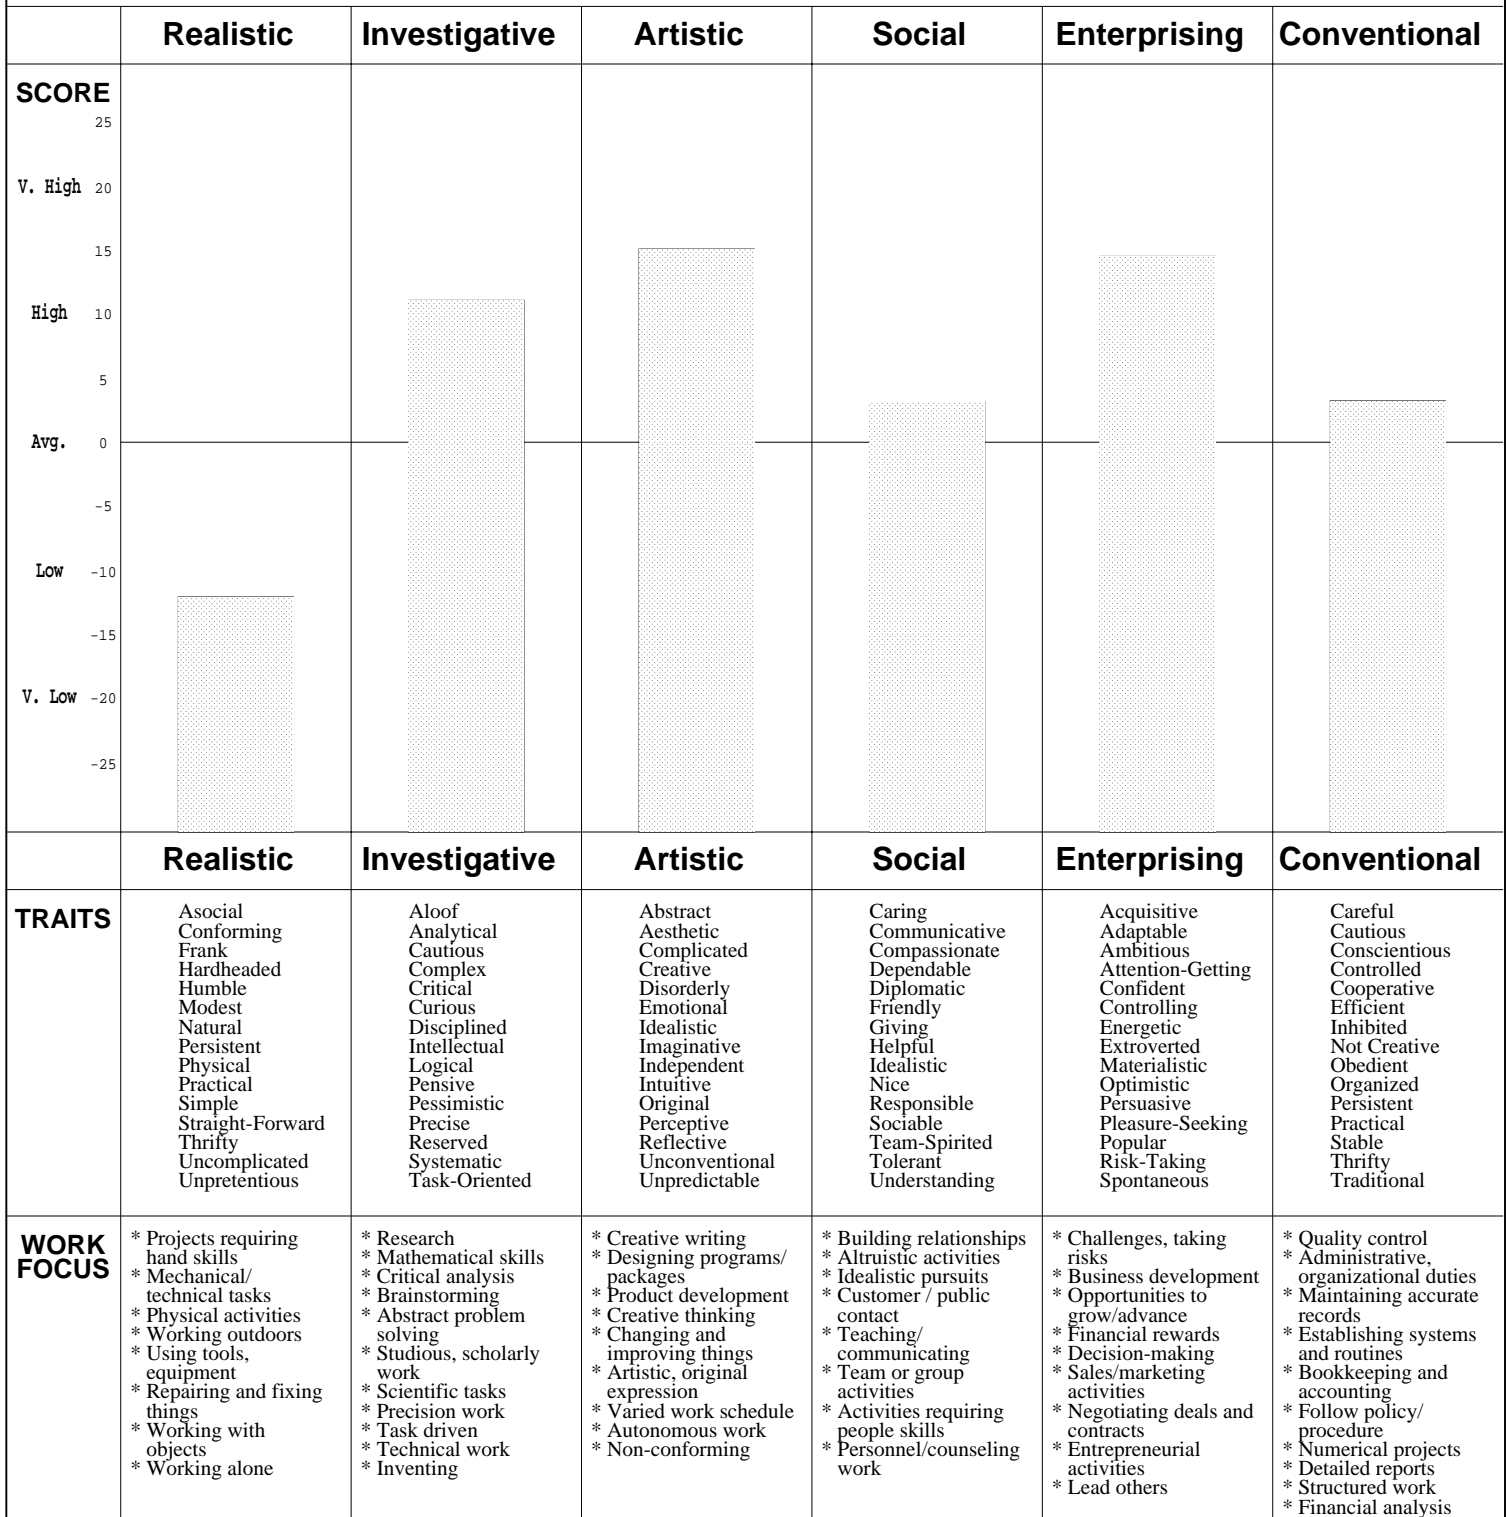 Realistic Investigative Artistic Social Enterprising Conventional
SCORE
25
V. High 20
15
High 10
5
Avg. 0
-5
Low -10
-15
V. Low -20
-25
Realistic Investigative Artistic Social Enterprising Conventional
TRAITS
Asocial
Conforming
Frank
Hardheaded
Humble
Modest
Natural
Persistent
Physical
Practical
Simple
Straight-Forward
Thrifty
Uncomplicated
Unpretentious
Aloof
Analytical
Cautious
Complex
Critical
Curious
Disciplined
Intellectual
Logical
Pensive
Pessimistic
Precise
Reserved
Systematic
Task-Oriented
Abstract
Aesthetic
Complicated
Creative
Disorderly
Emotional
Idealistic
Imaginative
Independent
Intuitive
Original
Perceptive
Reflective
Unconventional
Unpredictable
Caring
Communicative
Compassionate
Dependable
Diplomatic
Friendly
Giving
Helpful
Idealistic
Nice
Responsible
Sociable
Team-Spirited
Tolerant
Understanding
Acquisitive
Adaptable
Ambitious
Attention-Getting
Confident
Controlling
Energetic
Extroverted
Materialistic
Optimistic
Persuasive
Pleasure-Seeking
Popular
Risk-Taking
Spontaneous
Careful
Cautious
Conscientious
Controlled
Cooperative
Efficient
Inhibited
Not Creative
Obedient
Organized
Persistent
Practical
Stable
Thrifty
Traditional
WORK
FOCUS
* Projects requiring
hand skills
* Mechanical/
technical tasks
* Physical activities
* Working outdoors
* Using tools,
equipment
* Repairing and fixing
things
* Working with
objects
* Working alone
* Research
* Mathematical skills
* Critical analysis
* Brainstorming
* Abstract problem
solving
* Studious, scholarly
work
* Scientific tasks
* Precision work
* Task driven
* Technical work
* Inventing
* Creative writing
* Designing programs/
packages
* Product development
* Creative thinking
* Changing and
improving things
* Artistic, original
expression
* Varied work schedule
* Autonomous work
* Non-conforming
* Building relationships
* Altruistic activities
* Idealistic pursuits
* Customer / public
contact
* Teaching/
communicating
* Team or group
activities
* Activities requiring
people skills
* Personnel/counseling
work
* Challenges, taking
risks
* Business development
* Opportunities to
grow/advance
* Financial rewards
* Decision-making
* Sales/marketing
activities
* Negotiating deals and
contracts
* Entrepreneurial
activities
* Lead others
* Quality control
* Administrative,
organizational duties
* Maintaining accurate
records
* Establishing systems
and routines
* Bookkeeping and
accounting
* Follow policy/
procedure
* Numerical projects
* Detailed reports
* Structured work
* Financial analysis